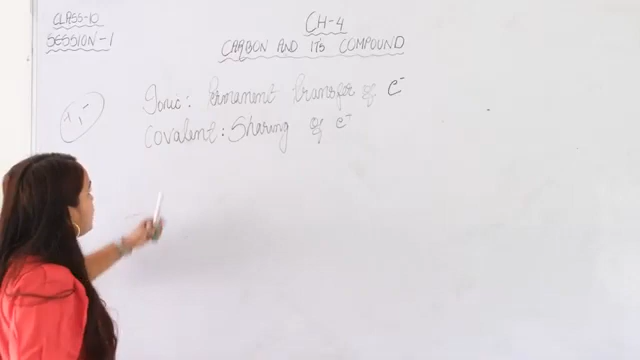 CLASS-10
SESSION-1
CH-4
CARBON AND ITS COMPOUND
Ionic: Permanent transfer of e⁻
Covalent: Sharing of e⁻
+, -